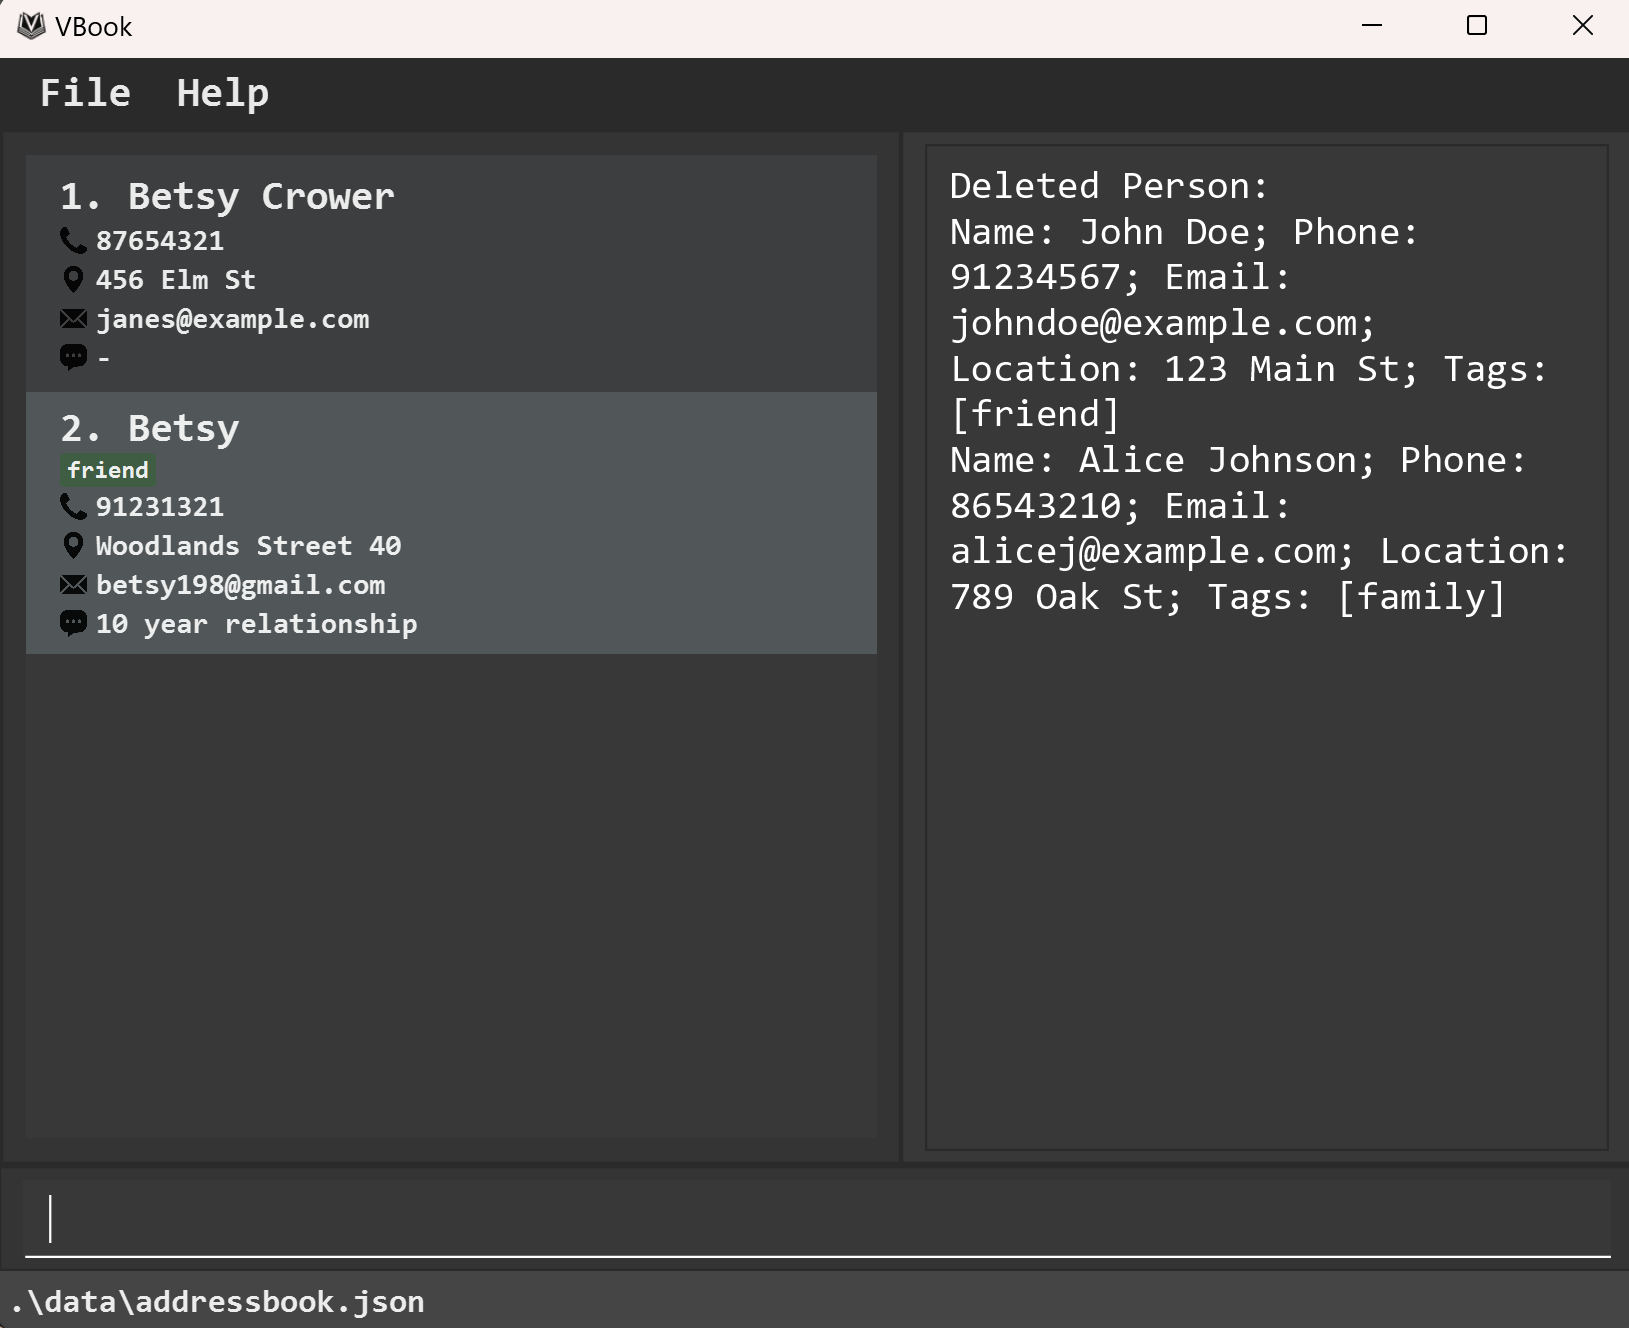 VBook
File Help
1. Betsy Crower
87654321
456 Elm St
janes@example.com
-
2. Betsy
friend
91231321
Woodlands Street 40
betsy198@gmail.com
10 year relationship
Deleted Person:
Name: John Doe; Phone:
91234567; Email:
johndoe@example.com;
Location: 123 Main St; Tags:
[friend]
Name: Alice Johnson; Phone:
86543210; Email:
alicej@example.com; Location:
789 Oak St; Tags: [family]
.\data\addressbook.json